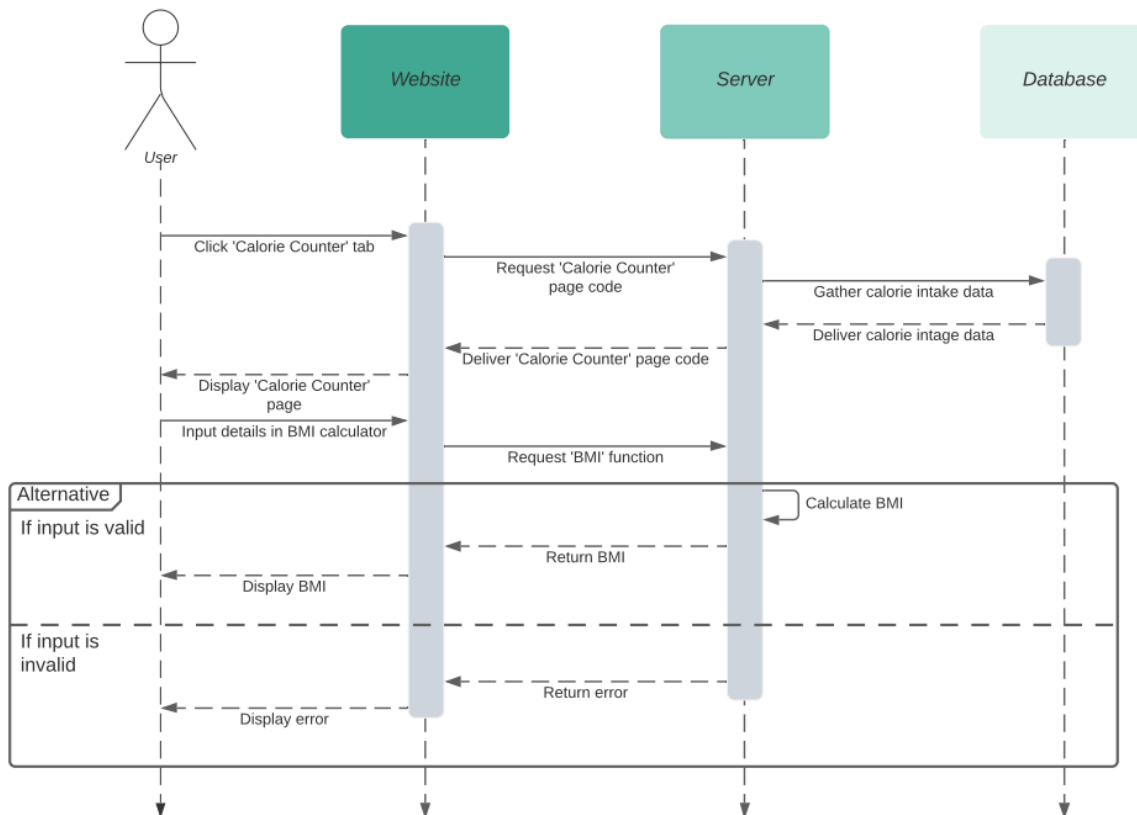 Website
Server
Database
User
Click 'Calorie Counter' tab
Request 'Calorie Counter'
page code
Gather calorie intake data
Deliver calorie intage data
Deliver 'Calorie Counter' page code
Display 'Calorie Counter'
page
Input details in BMI calculator
Request 'BMI' function
Alternative
If input is valid
Calculate BMI
Return BMI
Display BMI
If input is
invalid
Return error
Display error